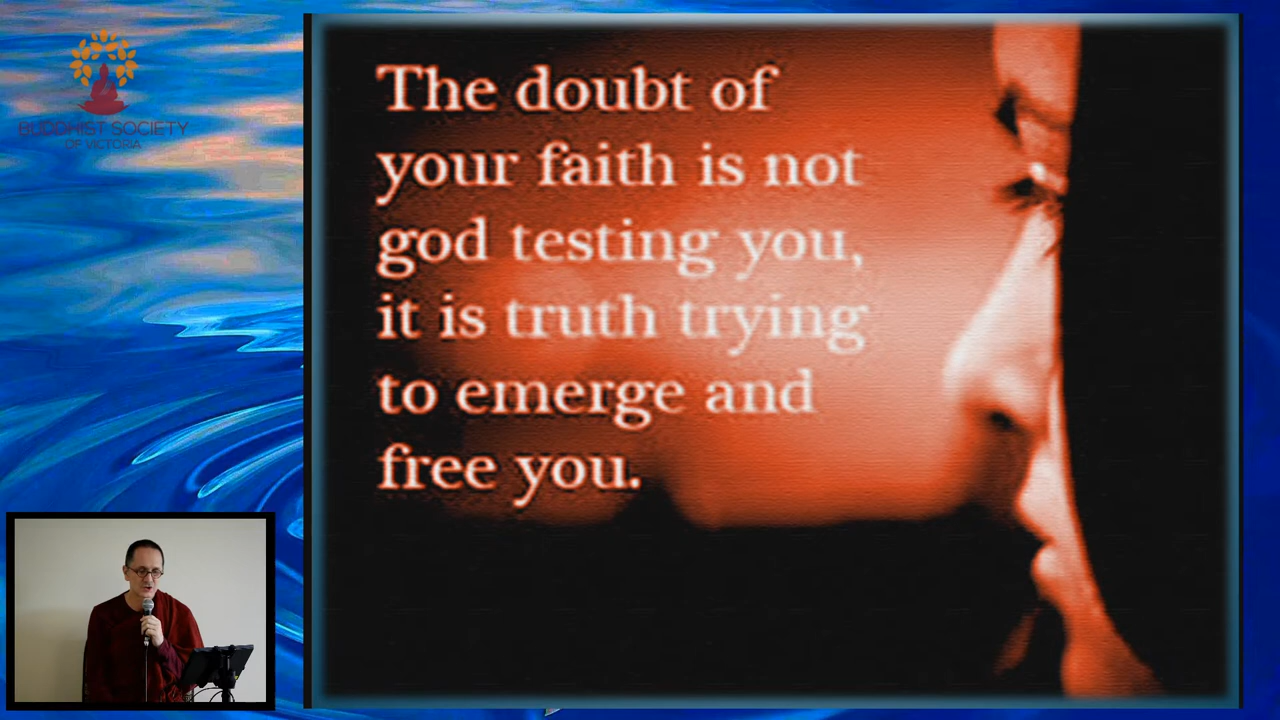 BUDDHIST SOCIETY
OF VICTORIA
The doubt of
your faith is not
god testing you,
it is truth trying
to emerge and
free you.